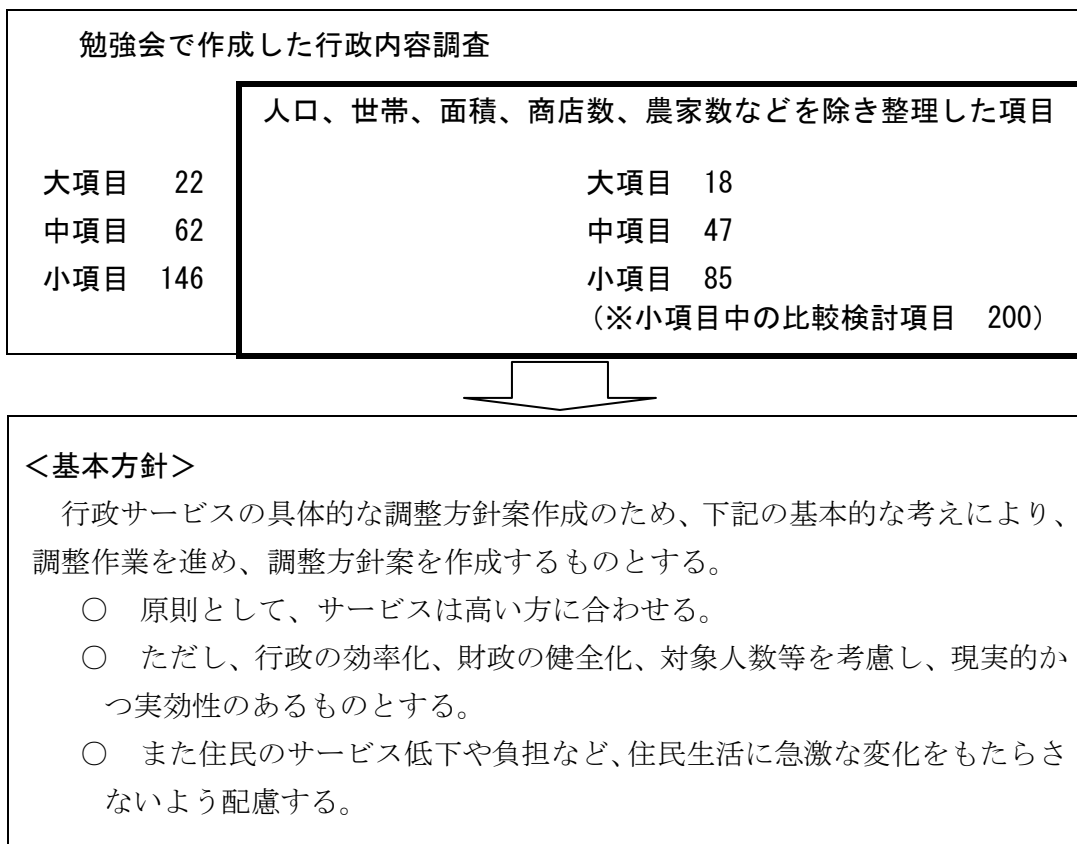 勉強会で作成した行政内容調査
人口、世帯、面積、商店数、農家数などを除き整理した項目
大項目　22
中項目　62
小項目　146
大項目　18
中項目　47
小項目　85
（※小項目中の比較検討項目　200）
＜基本方針＞
行政サービスの具体的な調整方針案作成のため、下記の基本的な考えにより、
調整作業を進め、調整方針案を作成するものとする。
○　原則として、サービスは高い方に合わせる。
○　ただし、行政の効率化、財政の健全化、対象人数等を考慮し、現実的か
つ実効性のあるものとする。
○　また住民のサービス低下や負担など、住民生活に急激な変化をもたらさ
ないよう配慮する。